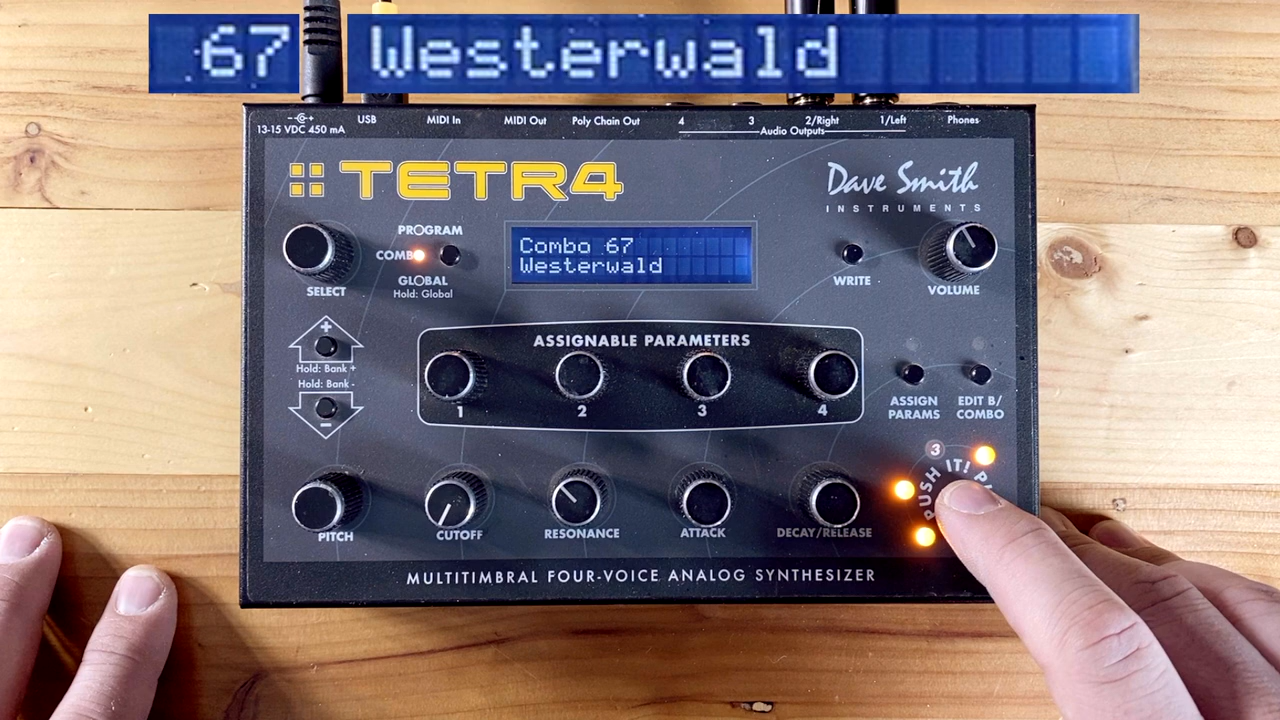 67 Westerwald
13-15 VDC 450 mA
USB
MIDI In
MIDI Out
Poly Chain Out
4
3
2/Right
1/Left
Audio Outputs
Phones
TETR4
Dave Smith
INSTRUMENTS
PROGRAM
COMBO
GLOBAL
Hold: Global
SELECT
Combo 67
Westerwald
WRITE
VOLUME
+
Hold: Bank +
Hold: Bank -
-
ASSIGNABLE PARAMETERS
1
2
3
4
ASSIGN
PARAMS
EDIT B/
COMBO
3
PUSH IT!
PITCH
CUTOFF
RESONANCE
ATTACK
DECAY/RELEASE
MULTITIMBRAL FOUR-VOICE ANALOG SYNTHESIZER